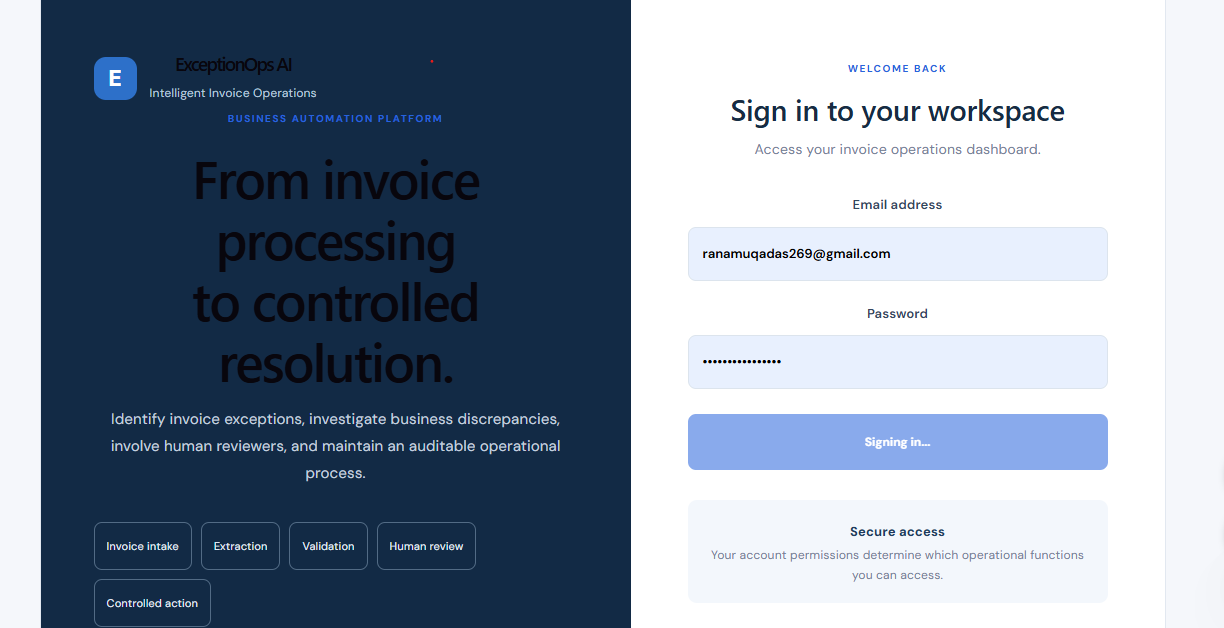 E
ExceptionOps AI
Intelligent Invoice Operations
BUSINESS AUTOMATION PLATFORM
From invoice
processing
to controlled
resolution.
Identify invoice exceptions, investigate business discrepancies,
involve human reviewers, and maintain an auditable operational
process.
Invoice intake
Extraction
Validation
Human review
Controlled action
WELCOME BACK
Sign in to your workspace
Access your invoice operations dashboard.
Email address
ranamuqadas269@gmail.com
Password
••••••••••••••••
Signing in...
Secure access
Your account permissions determine which operational functions
you can access.